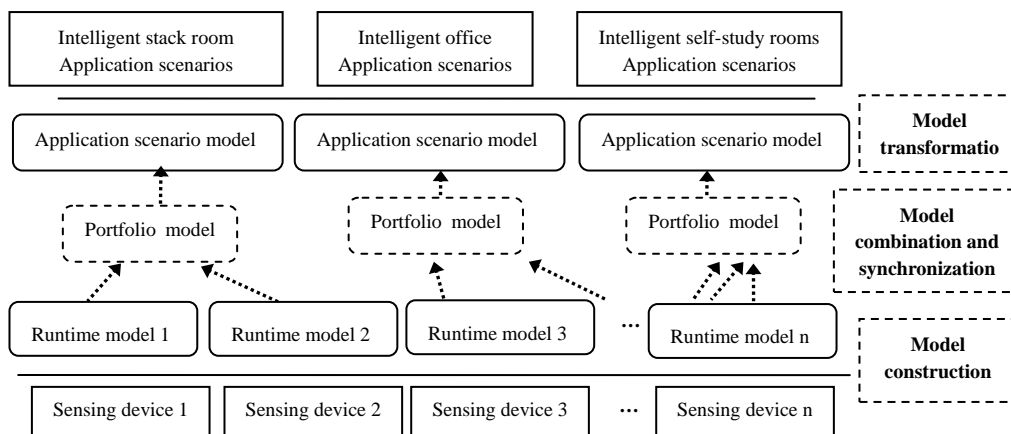 Intelligent stack room
Application scenarios
Intelligent office
Application scenarios
Intelligent self-study rooms
Application scenarios
Application scenario model
Application scenario model
Application scenario model
Model
transformatio
Portfolio model
Portfolio model
Portfolio model
Model
combination and
synchronization
Runtime model 1
Runtime model 2
Runtime model 3
...
Runtime model n
Model
construction
Sensing device 1
Sensing device 2
Sensing device 3
...
Sensing device n